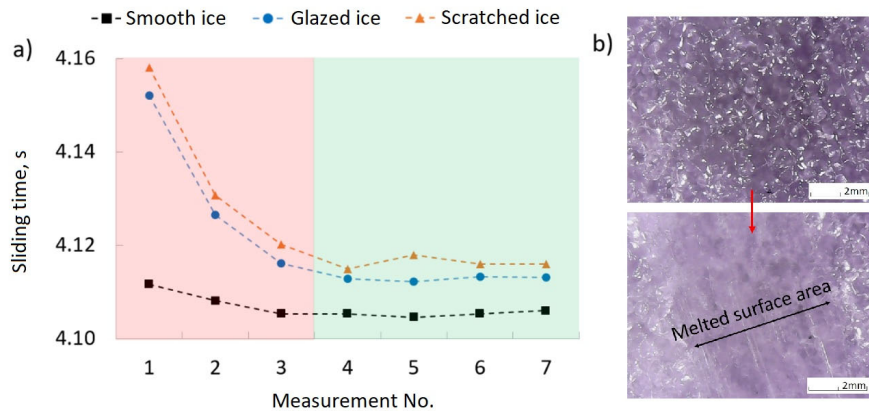 Smooth ice Glazed ice Scratched ice
a)
4.16
4.14
4.12
4.10
Sliding time, s
1 2 3 4 5 6 7
Measurement No.
b)
2mm
Melted surface area
2mm